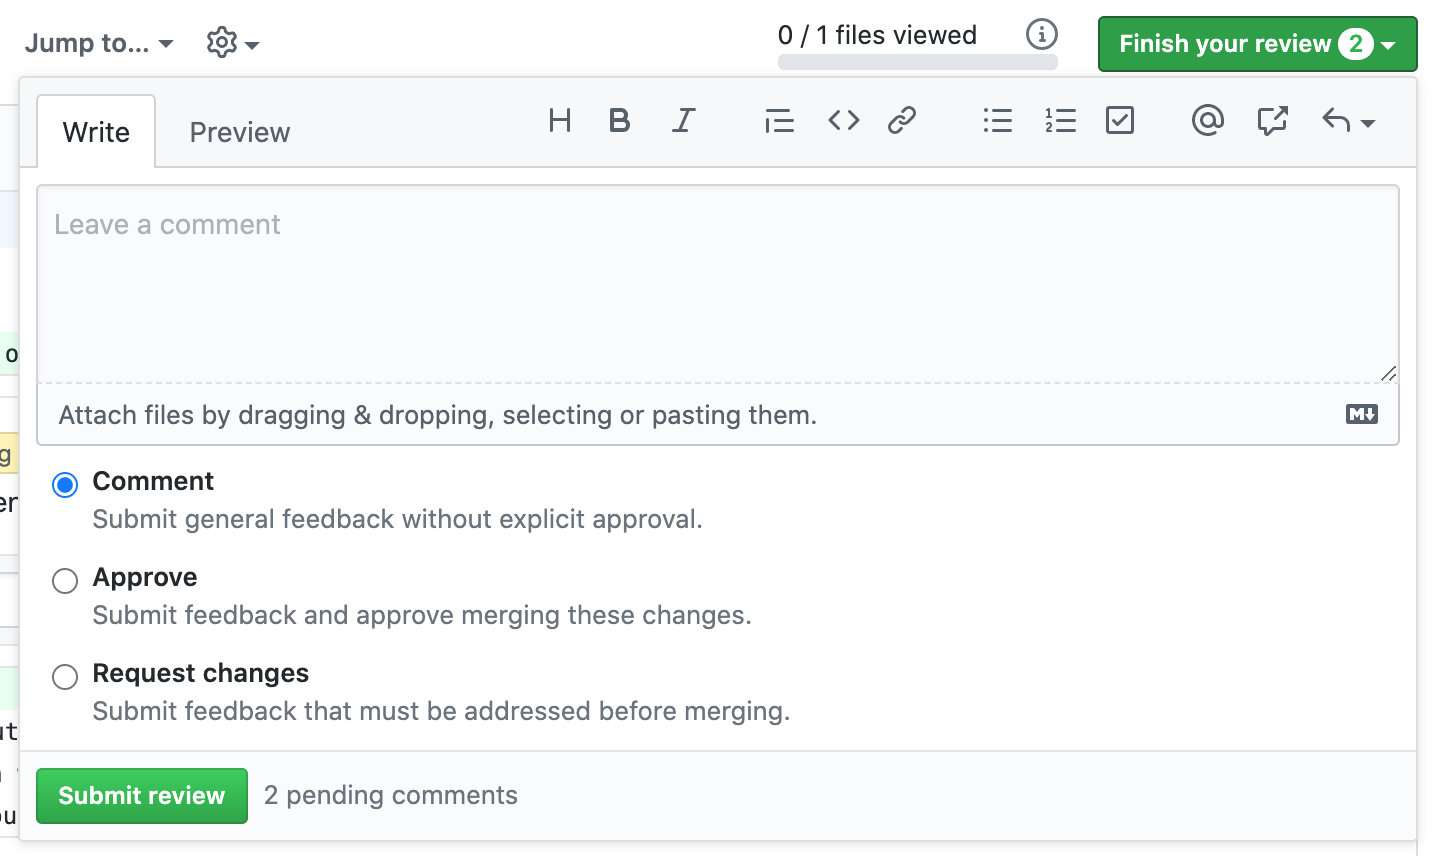 Jump to...
0 / 1 files viewed
Finish your review 2
Write
Preview
Leave a comment
Attach files by dragging & dropping, selecting or pasting them.
Comment
Submit general feedback without explicit approval.
Approve
Submit feedback and approve merging these changes.
Request changes
Submit feedback that must be addressed before merging.
Submit review
2 pending comments